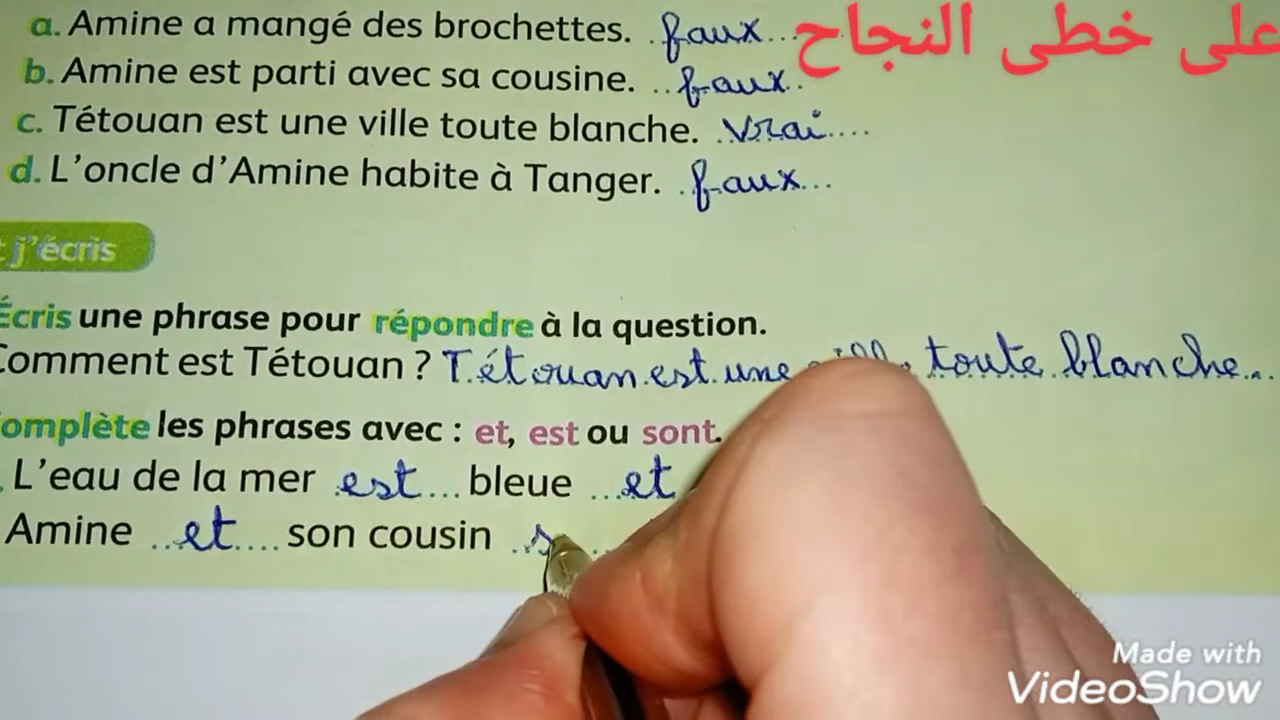 a. Amine a mangé des brochettes. faux
على خطى النجاح
b. Amine est parti avec sa cousine. faux
c. Tétouan est une ville toute blanche. vrai
d. L'oncle d'Amine habite à Tanger. faux
j'écris
Écris une phrase pour répondre à la question.
Comment est Tétouan ? Tétouan est une toute blanche.
omplète les phrases avec : et, est ou sont.
L'eau de la mer est bleue et
Amine et son cousin s
Made with
VideoShow